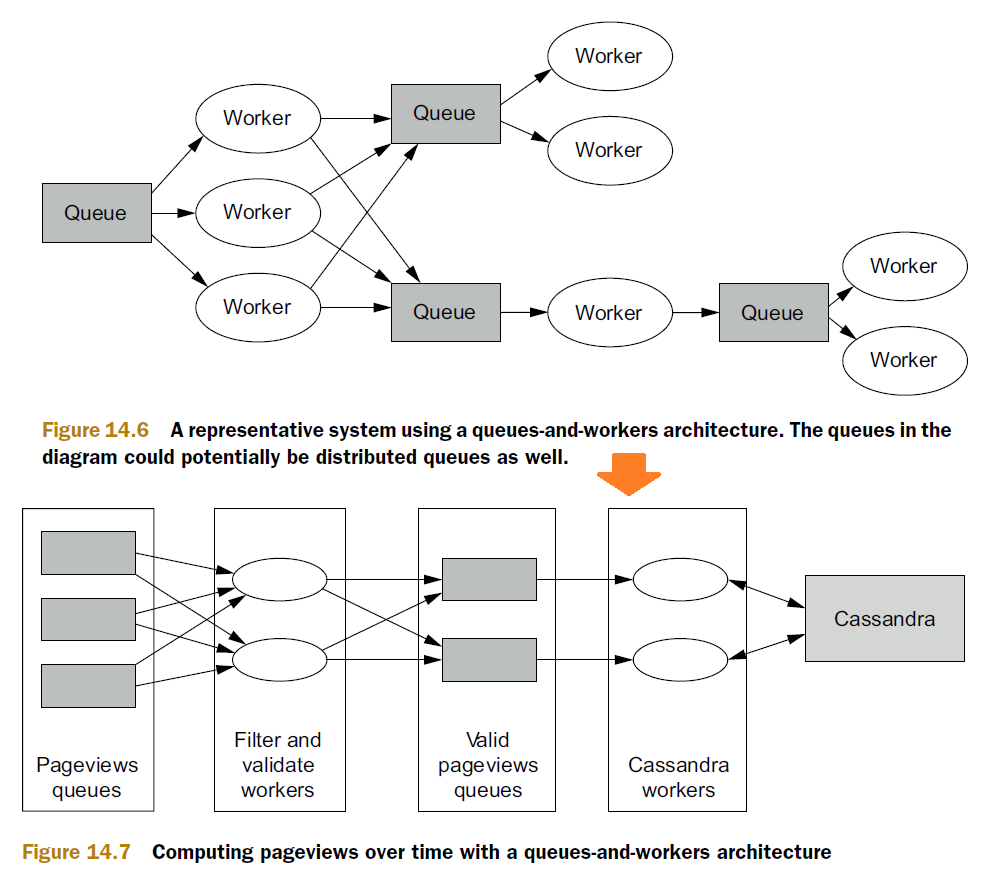 Worker
Worker
Queue
Worker
Worker
Queue
Worker
Worker
Queue
Worker
Queue
Worker
Worker
Figure 14.6 A representative system using a queues-and-workers architecture. The queues in the
diagram could potentially be distributed queues as well.
Cassandra
Pageviews
queues
Filter and
validate
workers
Valid
pageviews
queues
Cassandra
workers
Figure 14.7 Computing pageviews over time with a queues-and-workers architecture